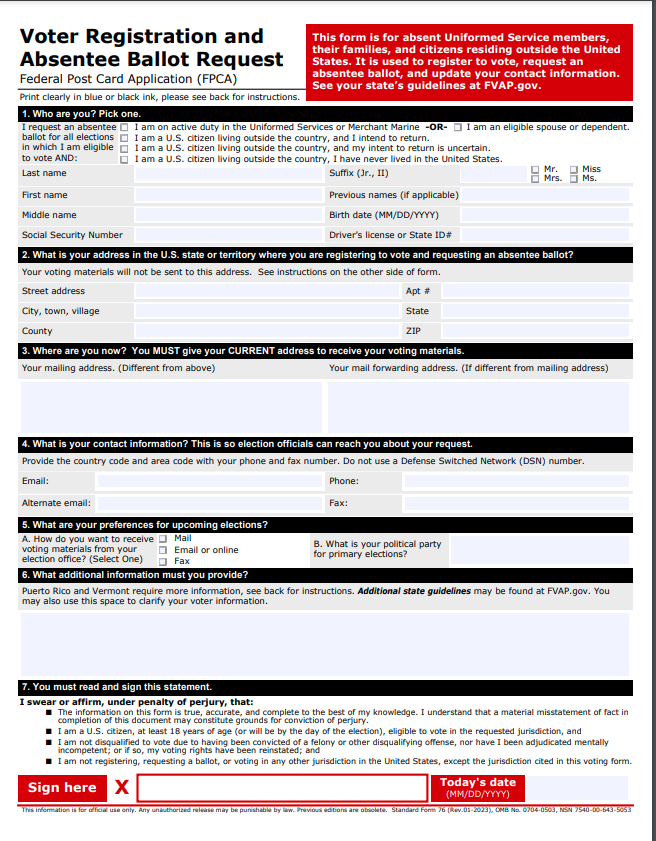 Voter Registration and
Absentee Ballot Request
Federal Post Card Application (FPCA)
Print clearly in blue or black ink, please see back for instructions.
This form is for absent Uniformed Service members,
their families, and citizens residing outside the United
States. It is used to register to vote, request an
absentee ballot, and update your contact information.
See your state's guidelines at FVAP.gov.
1. Who are you? Pick one.
I request an absentee
ballot for all elections
in which I am eligible
to vote AND:
I am on active duty in the Uniformed Services or Merchant Marine -OR- I am an eligible spouse or dependent.
I am a U.S. citizen living outside the country, and I intend to return.
I am a U.S. citizen living outside the country, and my intent to return is uncertain.
I am a U.S. citizen living outside the country, I have never lived in the United States.
Last name Suffix (Jr., II) Mr. Miss
Mrs. Ms.
First name Previous names (if applicable)
Middle name Birth date (MM/DD/YYYY)
Social Security Number Driver's license or State ID#
2. What is your address in the U.S. state or territory where you are registering to vote and requesting an absentee ballot?
Your voting materials will not be sent to this address. See instructions on the other side of form.
Street address Apt #
City, town, village State
County ZIP
3. Where are you now? You MUST give your CURRENT address to receive your voting materials.
Your mailing address. (Different from above) Your mail forwarding address. (If different from mailing address)
4. What is your contact information? This is so election officials can reach you about your request.
Provide the country code and area code with your phone and fax number. Do not use a Defense Switched Network (DSN) number.
Email: Phone:
Alternate email: Fax:
5. What are your preferences for upcoming elections?
A. How do you want to receive
voting materials from your
election office? (Select One)
Mail
Email or online
Fax
B. What is your political party
for primary elections?
6. What additional information must you provide?
Puerto Rico and Vermont require more information, see back for instructions. Additional state guidelines may be found at FVAP.gov. You
may also use this space to clarify your voter information.
7. You must read and sign this statement.
I swear or affirm, under penalty of perjury, that:
■ The information on this form is true, accurate, and complete to the best of my knowledge. I understand that a material misstatement of fact in
completion of this document may constitute grounds for conviction of perjury.
■ I am a U.S. citizen, at least 18 years of age (or will be by the day of the election), eligible to vote in the requested jurisdiction, and
■ I am not disqualified to vote due to having been convicted of a felony or other disqualifying offense, nor have I been adjudicated mentally
incompetent; or if so, my voting rights have been reinstated; and
■ I am not registering, requesting a ballot, or voting in any other jurisdiction in the United States, except the jurisdiction cited in this voting form.
Sign here X Today's date
(MM/DD/YYYY)
This information is for official use only. Any unauthorized release may be punishable by law. Previous editions are obsolete. Standard Form 76 (Rev.01-2023), OMB No. 0704-0503, NSN 7540-00-643-5053